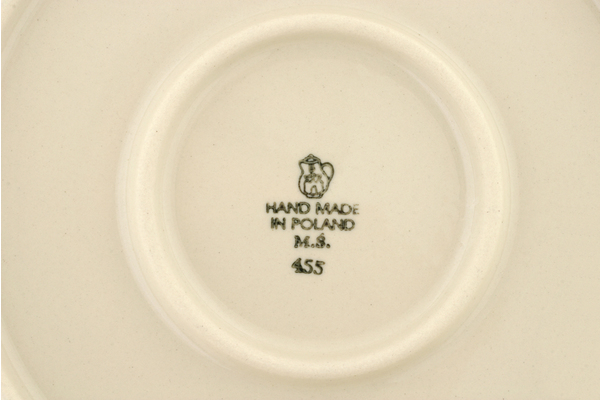 HAND MADE
IN POLAND
M.Ś.
455